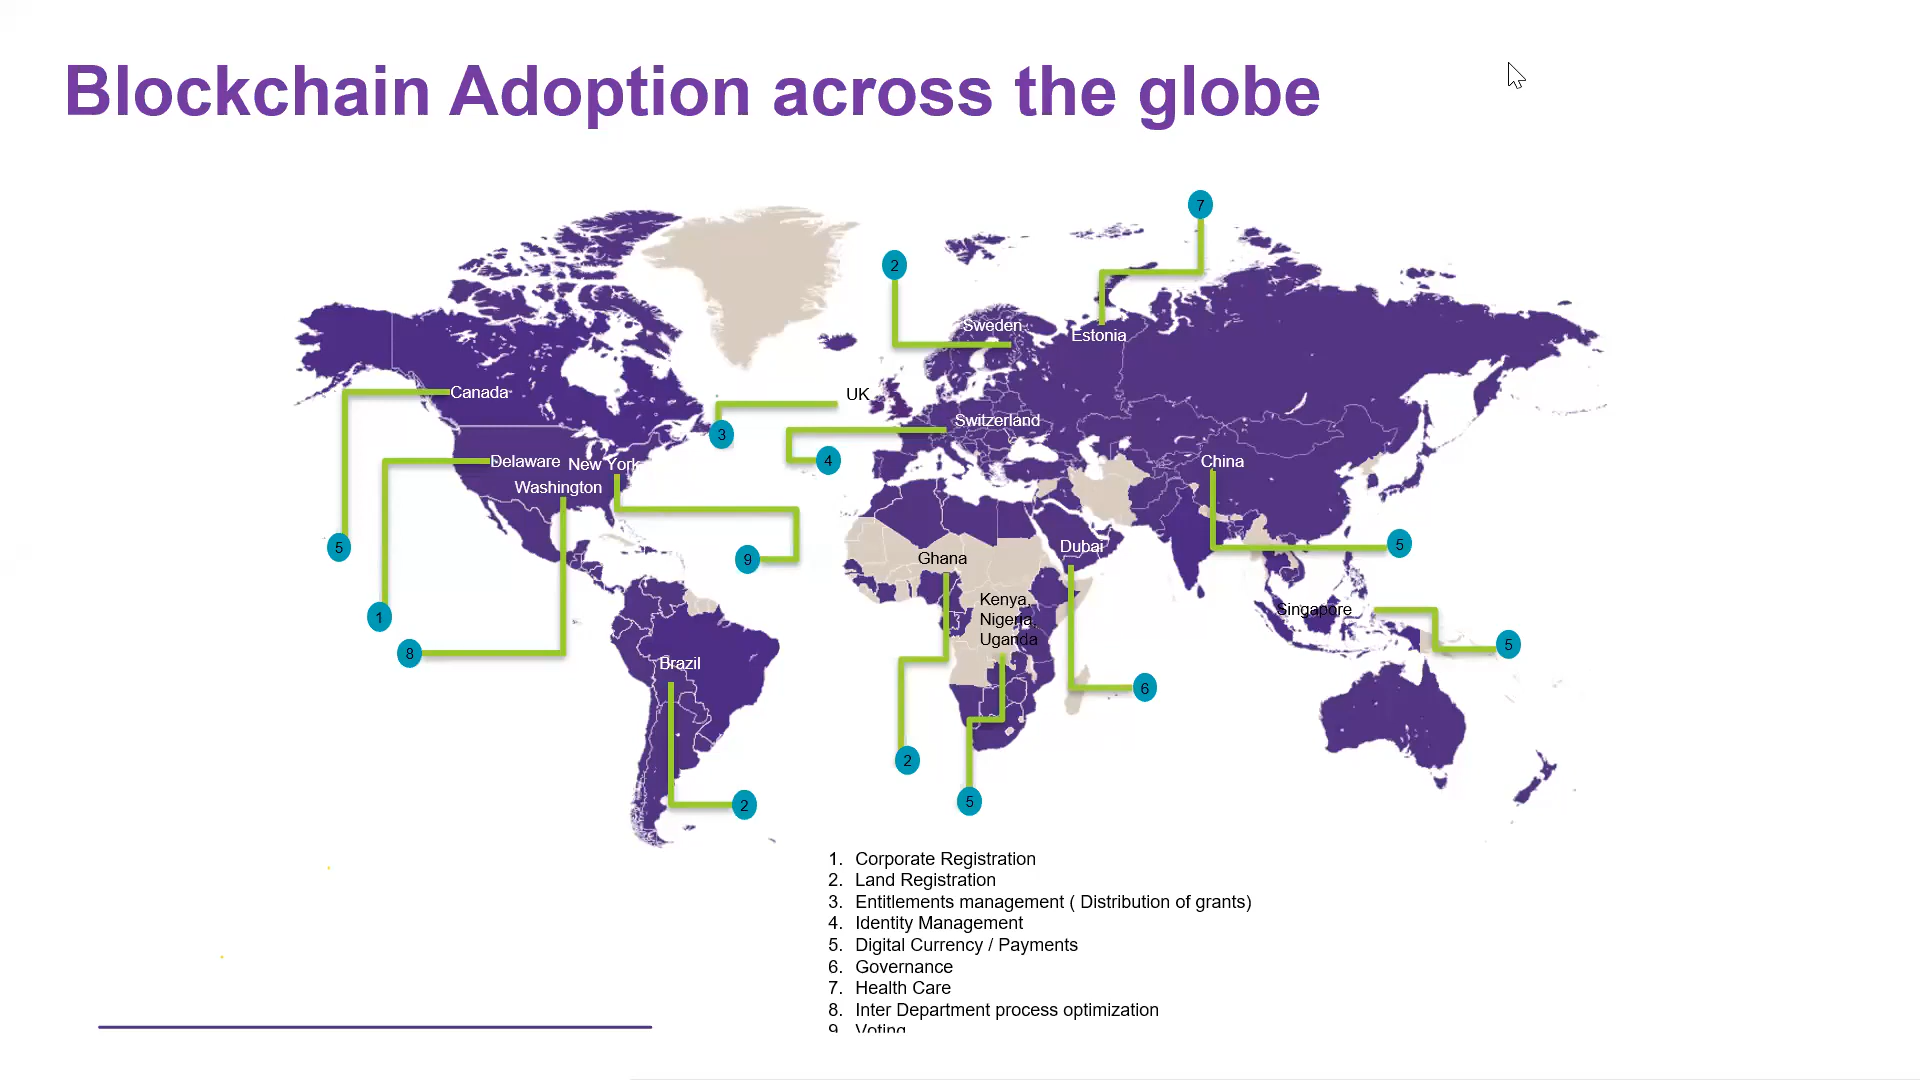 Blockchain Adoption across the globe
7
2
Sweden
Estonia
Canada
UK
3
Switzerland
4
Delaware
New York
Washington
China
5
9
Ghana
Dubai
5
1
8
Kenya,
Nigeria,
Uganda
Singapore
5
Brazil
6
2
5
2
1. Corporate Registration
2. Land Registration
3. Entitlements management ( Distribution of grants)
4. Identity Management
5. Digital Currency / Payments
6. Governance
7. Health Care
8. Inter Department process optimization
9 Voting